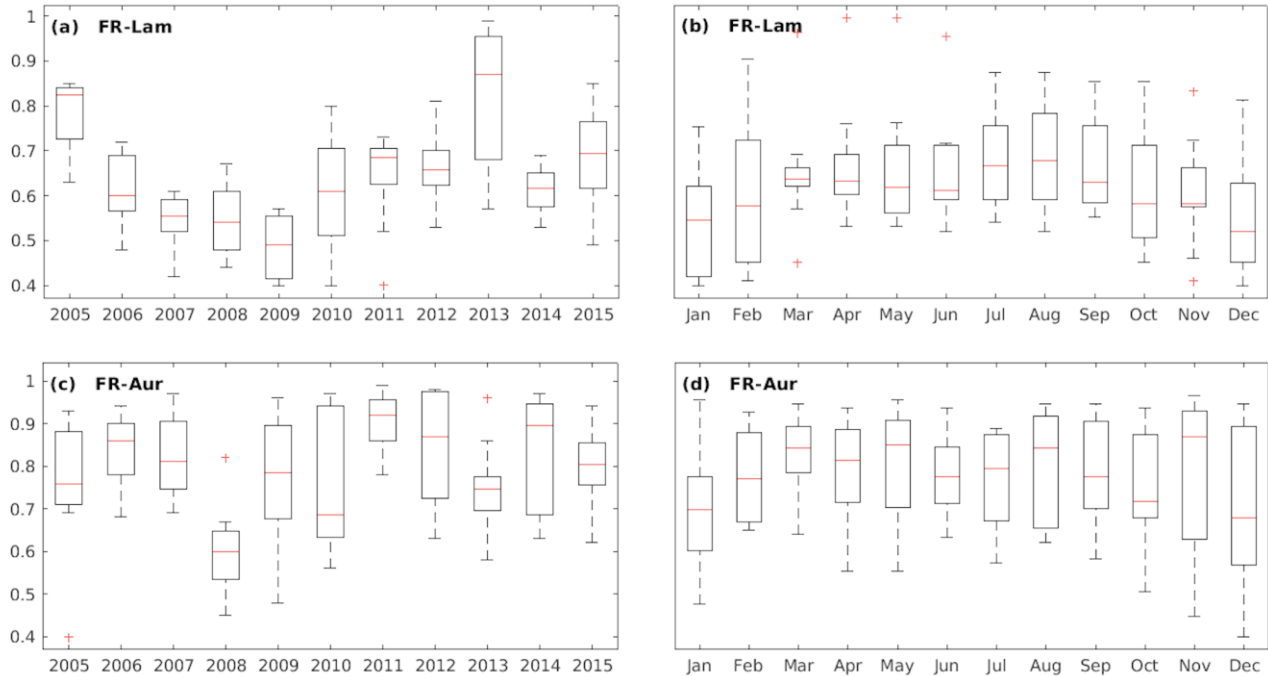 (a) FR-Lam
1
0.9
0.8
0.7
0.6
0.5
0.4
2005 2006 2007 2008 2009 2010 2011 2012 2013 2014 2015
(b) FR-Lam
Jan Feb Mar Apr May Jun Jul Aug Sep Oct Nov Dec
(c) FR-Aur
1
0.9
0.8
0.7
0.6
0.5
0.4
2005 2006 2007 2008 2009 2010 2011 2012 2013 2014 2015
(d) FR-Aur
Jan Feb Mar Apr May Jun Jul Aug Sep Oct Nov Dec